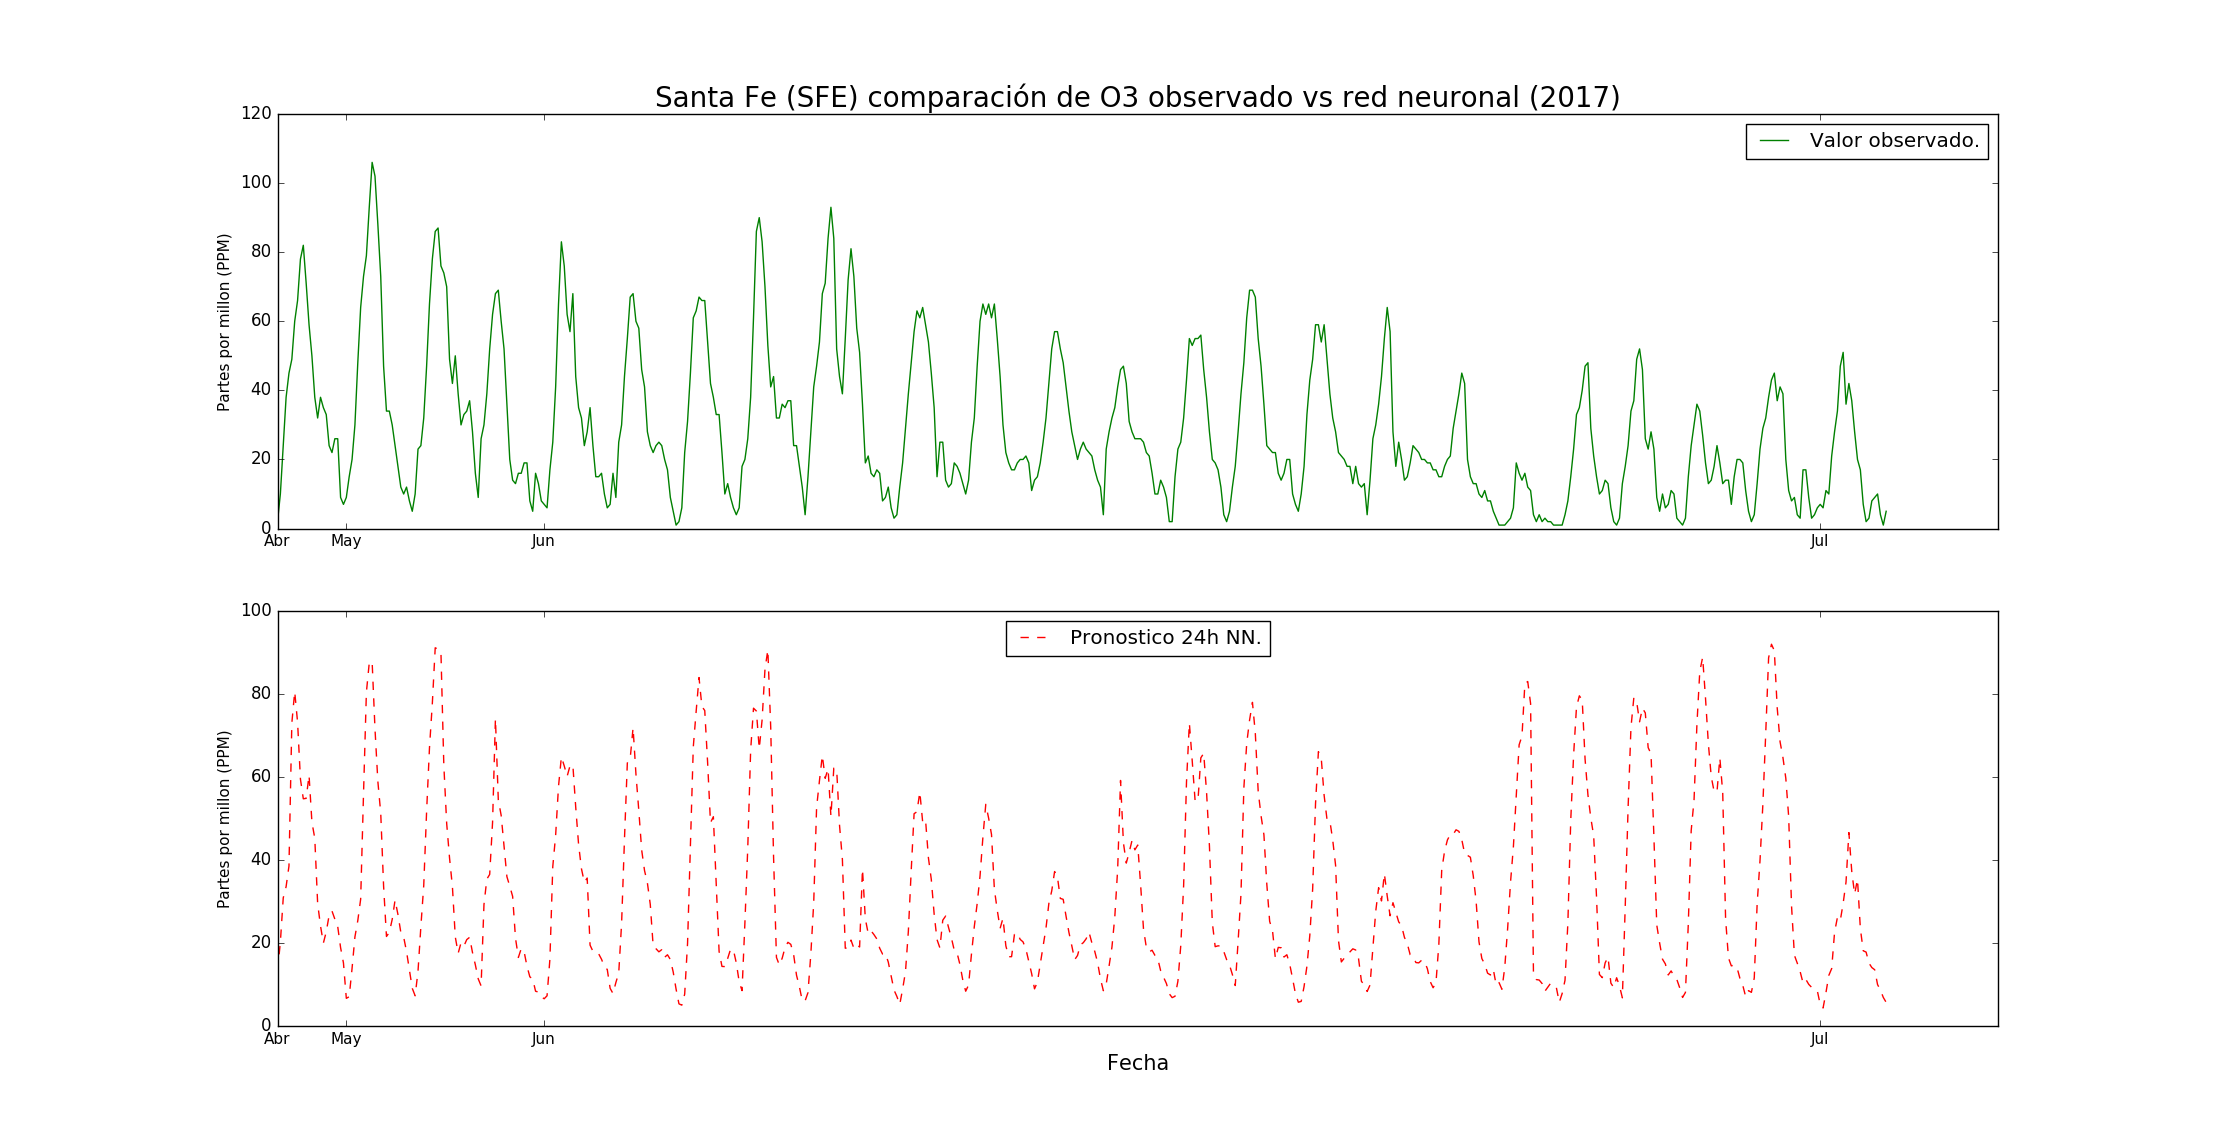 Santa Fe (SFE) comparación de O3 observado vs red neuronal (2017)
120
100
80
60
40
20
0
Partes por millon (PPM)
Valor observado.
Abr May Jun Jul
100
80
60
40
20
0
Partes por millon (PPM)
Pronostico 24h NN.
Abr May Jun Jul
Fecha